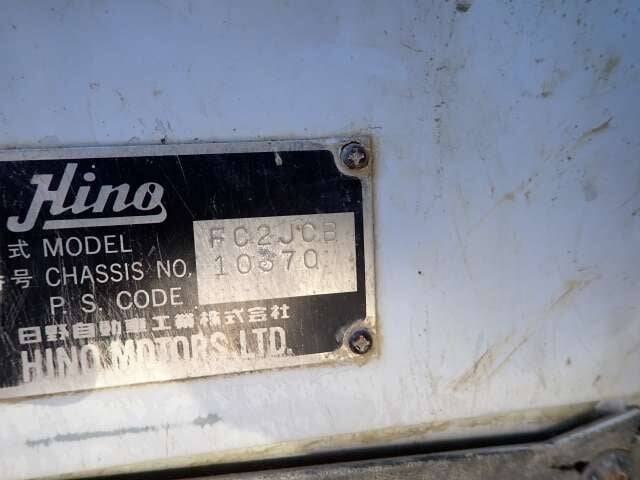 Hino
式 MODEL FC2JCB
番号 CHASSIS NO. 10370
P. S. CODE
日野自動車工業株式会社
HINO MOTORS, LTD.